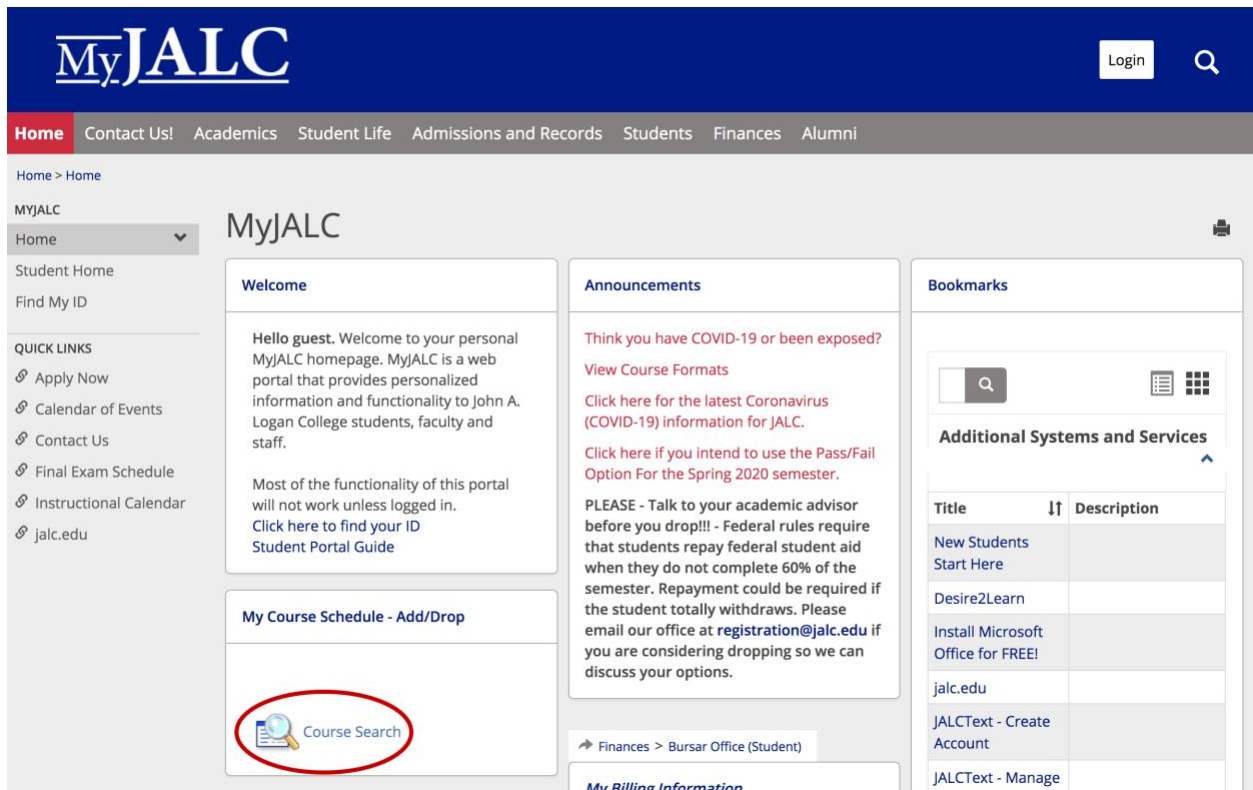 MyJALC
Login
Home Contact Us! Academics Student Life Admissions and Records Students Finances Alumni
Home > Home
MYJALC
Home
Student Home
Find My ID
QUICK LINKS
Apply Now
Calendar of Events
Contact Us
Final Exam Schedule
Instructional Calendar
jalc.edu
MyJALC
Welcome
Hello guest. Welcome to your personal
MyJALC homepage. MyJALC is a web
portal that provides personalized
information and functionality to John A.
Logan College students, faculty and
staff.
Most of the functionality of this portal
will not work unless logged in.
Click here to find your ID
Student Portal Guide
My Course Schedule - Add/Drop
Course Search
Announcements
Think you have COVID-19 or been exposed?
View Course Formats
Click here for the latest Coronavirus
(COVID-19) information for JALC.
Click here if you intend to use the Pass/Fail
Option For the Spring 2020 semester.
PLEASE - Talk to your academic advisor
before you drop!!! - Federal rules require
that students repay federal student aid
when they do not complete 60% of the
semester. Repayment could be required if
the student totally withdraws. Please
email our office at registration@jalc.edu if
you are considering dropping so we can
discuss your options.
Finances > Bursar Office (Student)
My Billing Information
Bookmarks
Additional Systems and Services
Title Description
New Students
Start Here
Desire2Learn
Install Microsoft
Office for FREE!
jalc.edu
JALCText - Create
Account
JALCText - Manage